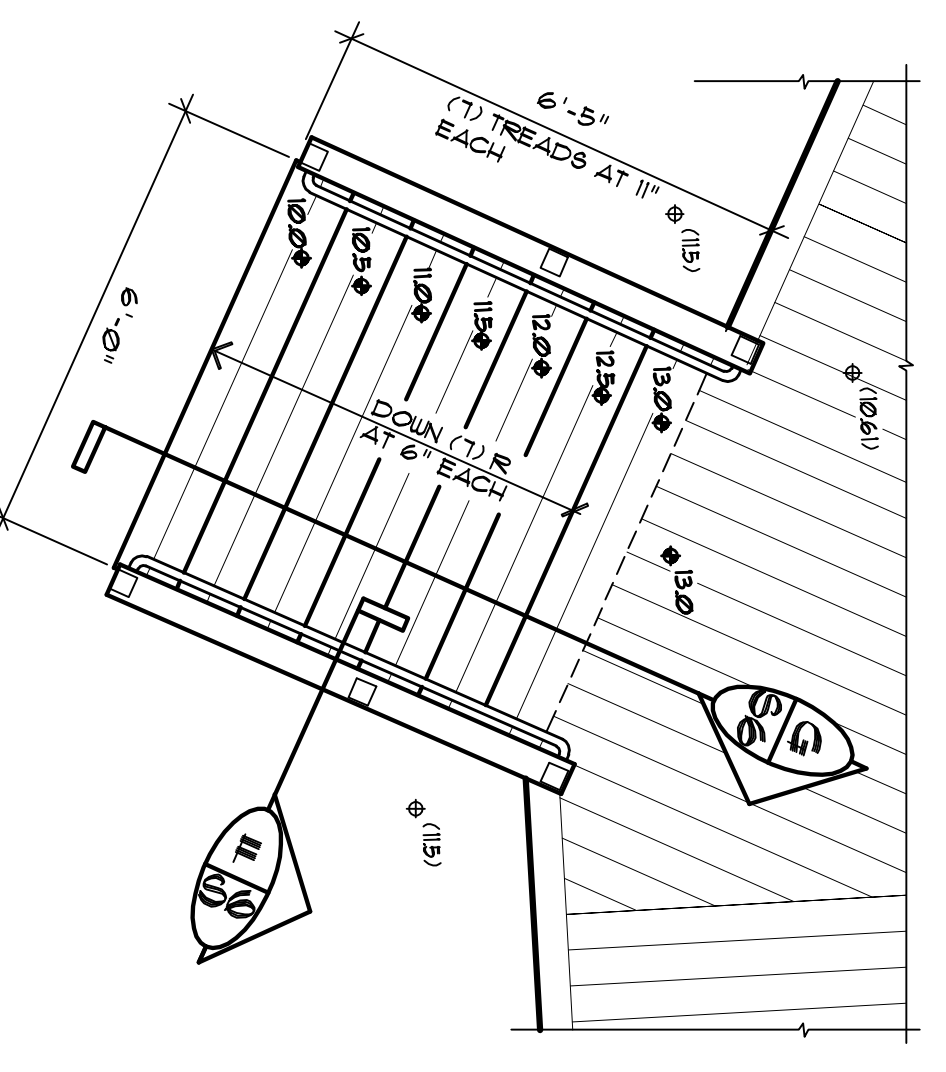 6'-5"
(7) TREADS AT 11"
EACH
(11.5)
6'-0"
10.0
10.5
11.0
11.5
12.0
12.5
13.0
(10.61)
DOWN (7) R
AT 6" EACH
13.0
G
S6
(11.5)
E
S6